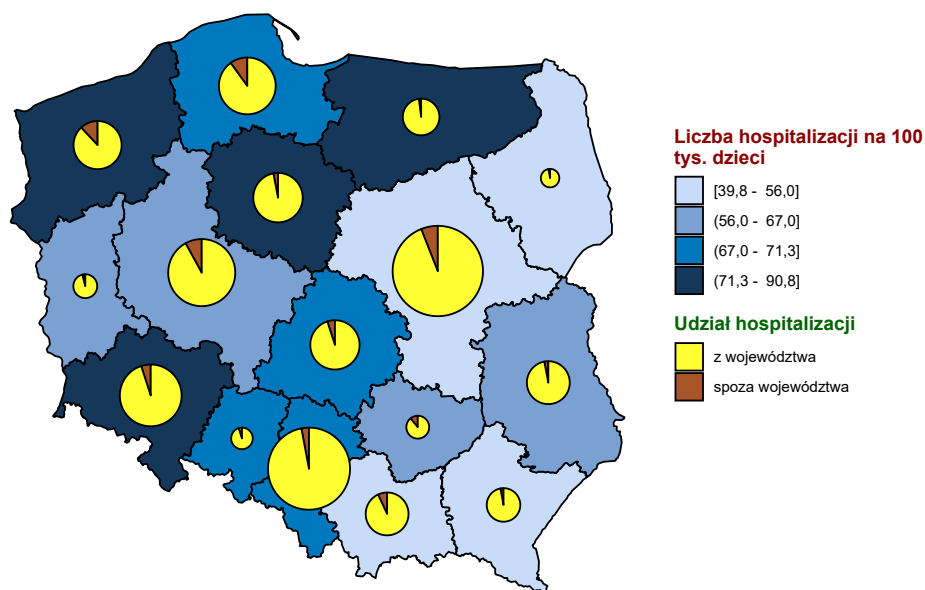 Liczba hospitalizacji na 100
tys. dzieci
[39,8 - 56,0]
(56,0 - 67,0]
(67,0 - 71,3]
(71,3 - 90,8]
Udział hospitalizacji
z województwa
spoza województwa